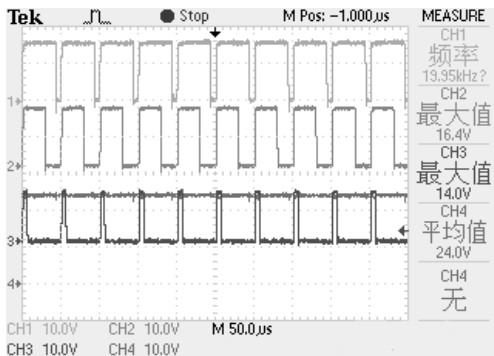 Tek Stop M Pos: -1.000µs MEASURE
CH1
频率
19.95kHz?
CH2
最大值
16.4V
CH3
最大值
14.0V
CH4
平均值
24.0V
CH4
无
1
2
3
4
CH1 10.0V CH2 10.0V M 50.0µs
CH3 10.0V CH4 10.0V